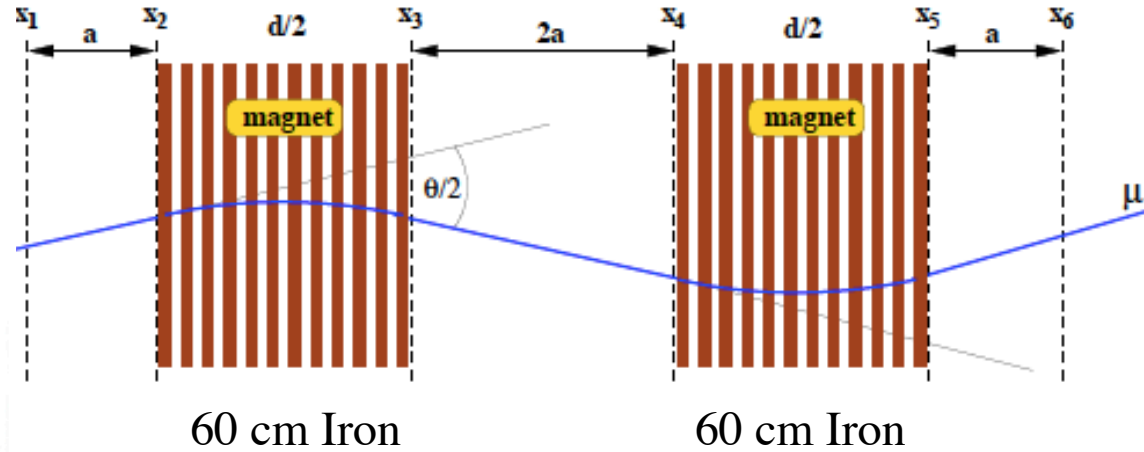 x1 x2 d/2 x3 x4 d/2 x5 x6
a 2a a
magnet magnet
θ/2
μ
60 cm Iron 60 cm Iron